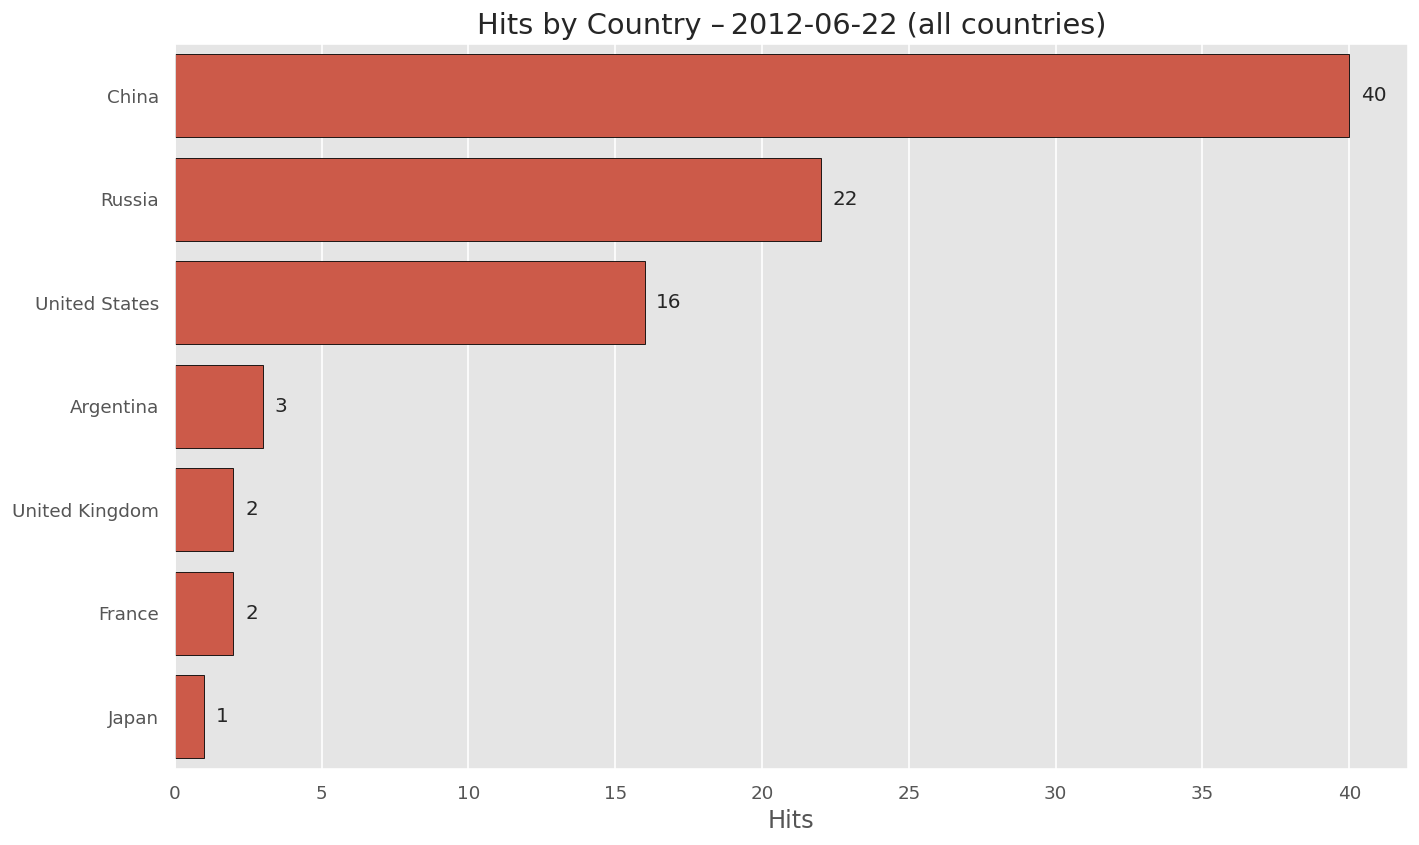 Hits by Country – 2012-06-22 (all countries)
China 40
Russia 22
United States 16
Argentina 3
United Kingdom 2
France 2
Japan 1
0 5 10 15 20 25 30 35 40
Hits